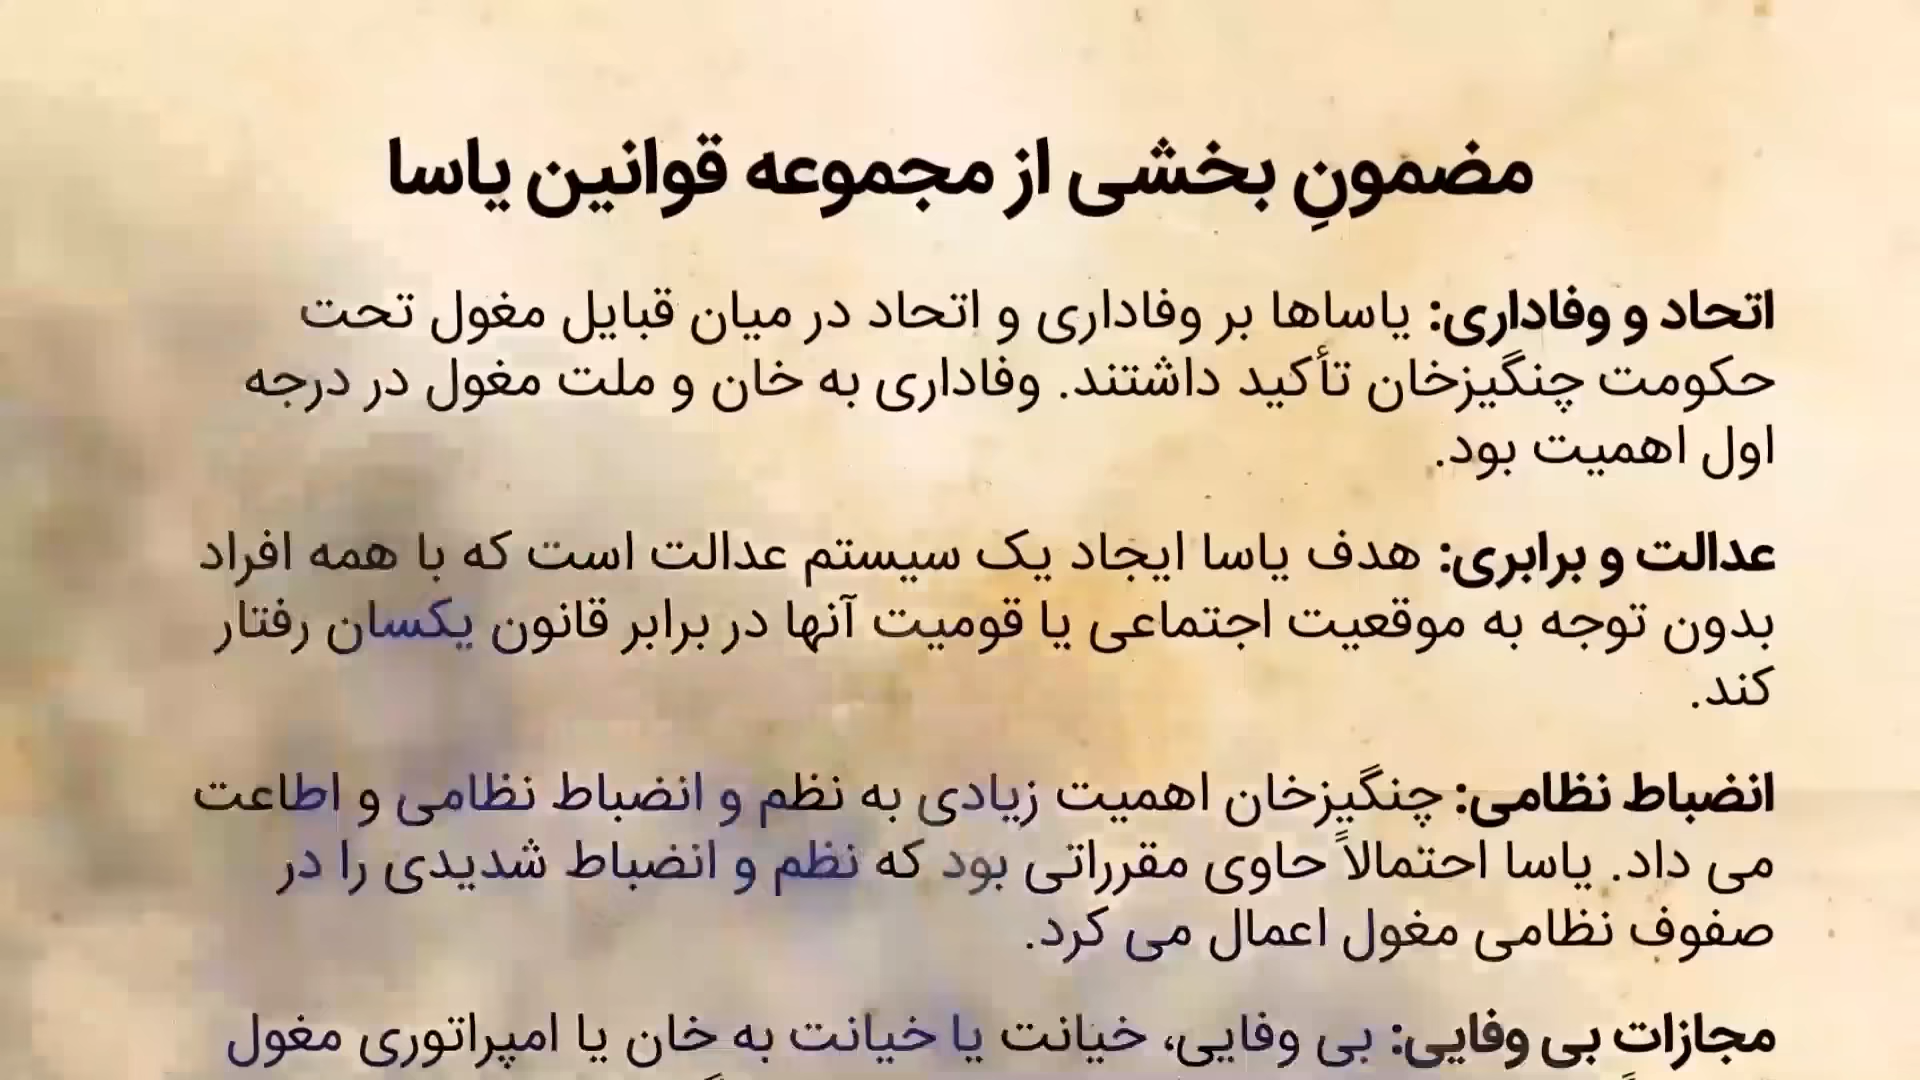 مضمونِ بخشی از مجموعه قوانین یاسا
اتحاد و وفاداری: یاساها بر وفاداری و اتحاد در میان قبایل مغول تحت
حکومت چنگیزخان تأکید داشتند. وفاداری به خان و ملت مغول در درجه
اول اهمیت بود.
عدالت و برابری: هدف یاسا ایجاد یک سیستم عدالت است که با همه افراد
بدون توجه به موقعیت اجتماعی یا قومیت آنها در برابر قانون یکسان رفتار
کند.
انضباط نظامی: چنگیزخان اهمیت زیادی به نظم و انضباط نظامی و اطاعت
می داد. یاسا احتمالاً حاوی مقرراتی بود که نظم و انضباط شدیدی را در
صفوف نظامی مغول اعمال می کرد.
مجازات بی وفایی: بی وفایی، خیانت یا خیانت به خان یا امپراتوری مغول